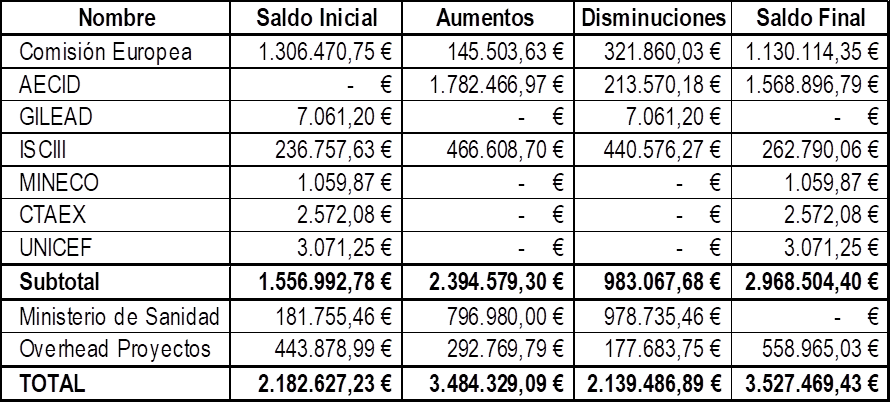 Nombre Saldo Inicial Aumentos Disminuciones Saldo Final
Comisión Europea 1.306.470,75 € 145.503,63 € 321.860,03 € 1.130.114,35 €
AECID - € 1.782.466,97 € 213.570,18 € 1.568.896,79 €
GILEAD 7.061,20 € - € 7.061,20 € - €
ISCIII 236.757,63 € 466.608,70 € 440.576,27 € 262.790,06 €
MINECO 1.059,87 € - € - € 1.059,87 €
CTAEX 2.572,08 € - € - € 2.572,08 €
UNICEF 3.071,25 € - € - € 3.071,25 €
Subtotal 1.556.992,78 € 2.394.579,30 € 983.067,68 € 2.968.504,40 €
Ministerio de Sanidad 181.755,46 € 796.980,00 € 978.735,46 € - €
Overhead Proyectos 443.878,99 € 292.769,79 € 177.683,75 € 558.965,03 €
TOTAL 2.182.627,23 € 3.484.329,09 € 2.139.486,89 € 3.527.469,43 €